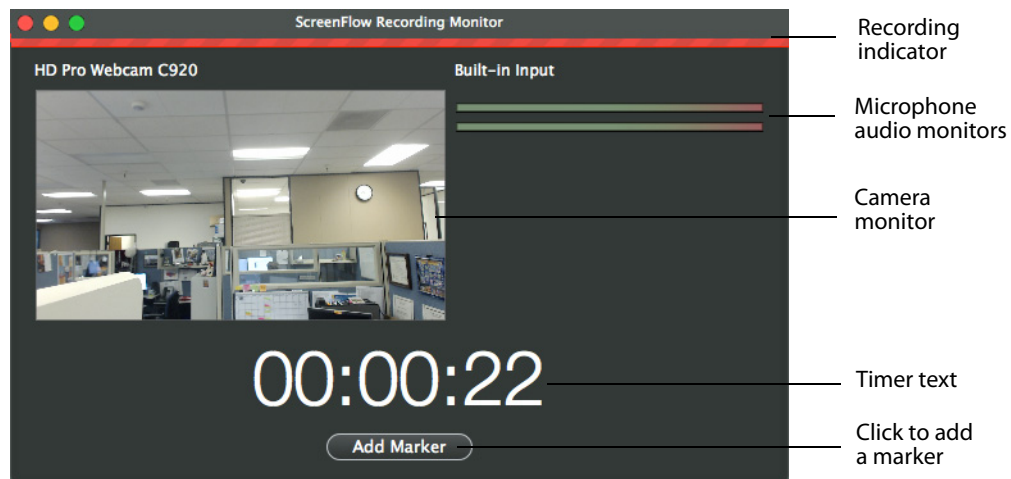 ScreenFlow Recording Monitor
HD Pro Webcam C920
Built-in Input
00:00:22
Add Marker
Recording
indicator
Microphone
audio monitors
Camera
monitor
Timer text
Click to add
a marker